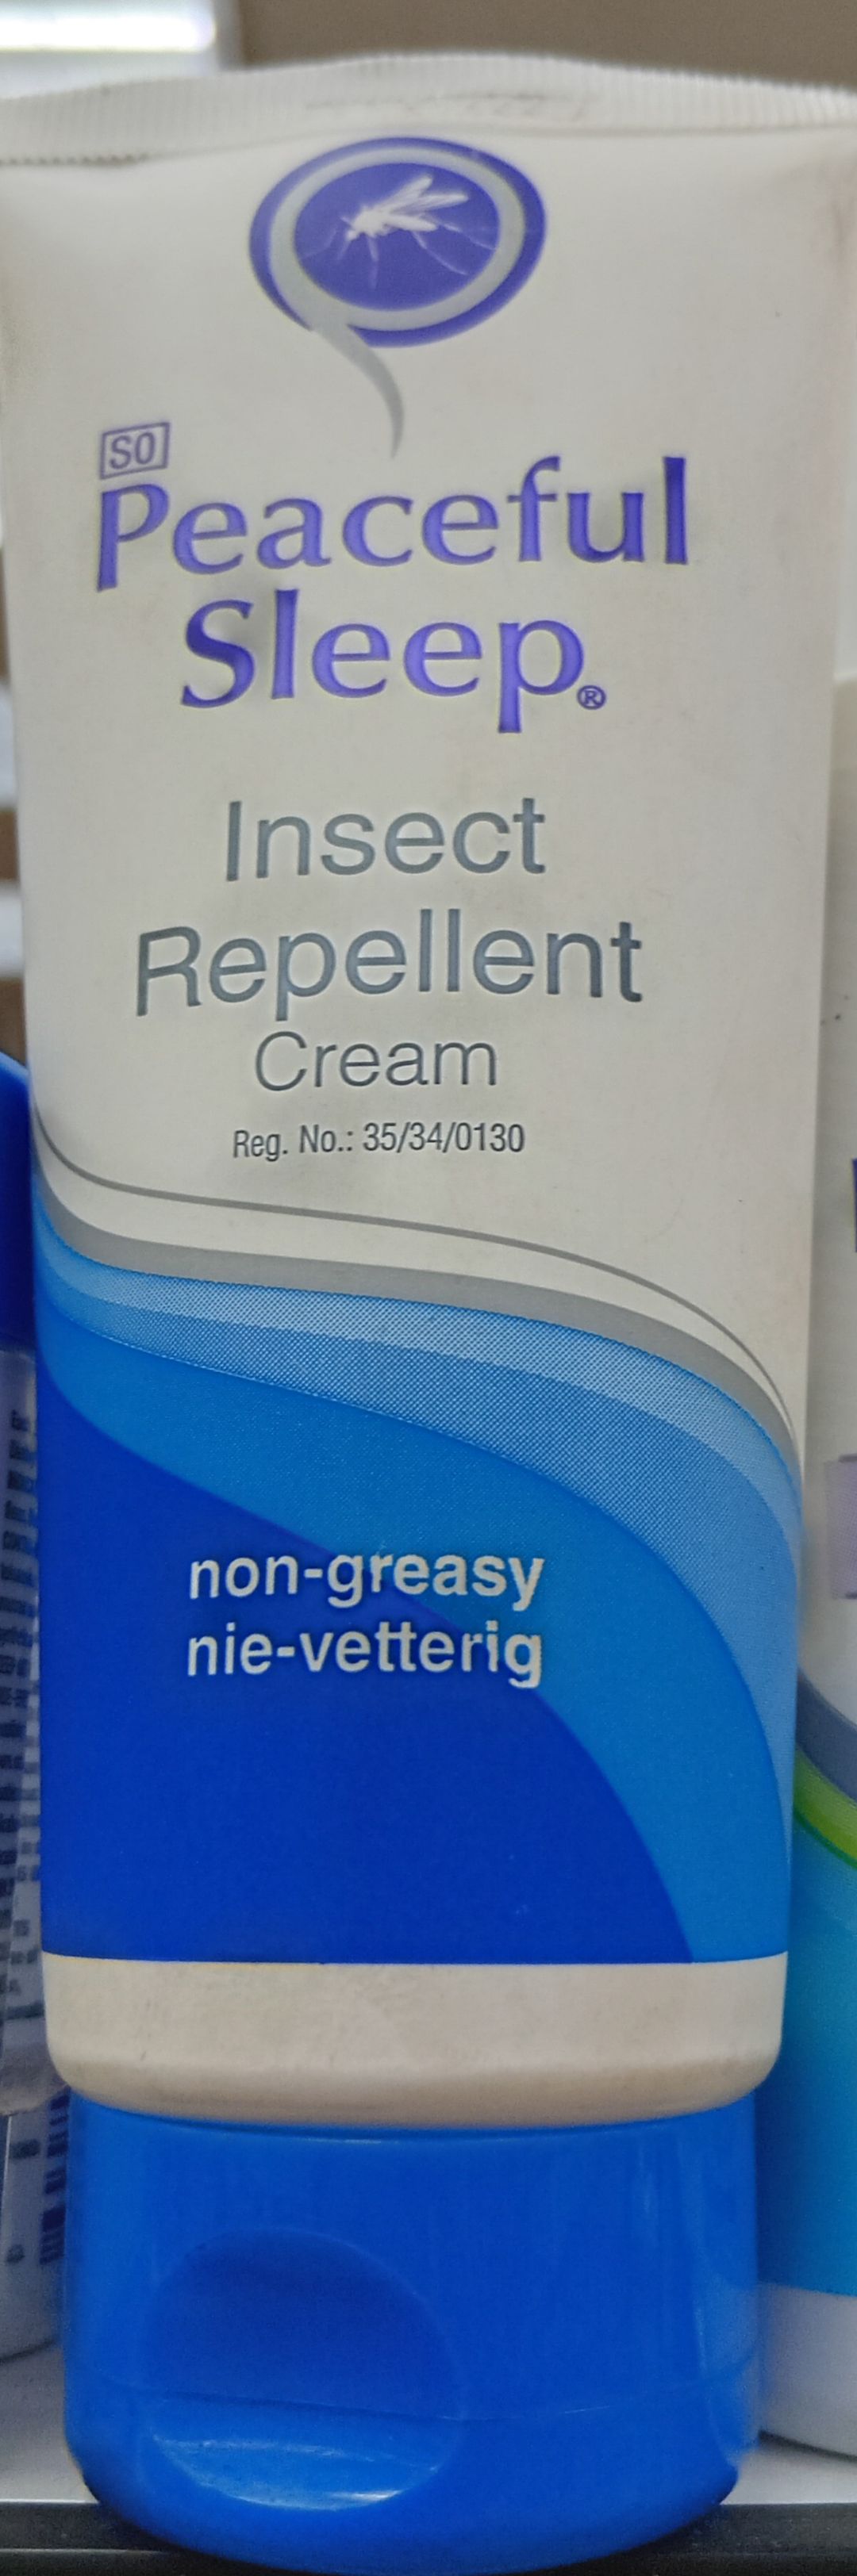 SO
Peaceful
Sleep®
Insect
Repellent
Cream
Reg. No.: 35/34/0130
non-greasy
nie-vetterig